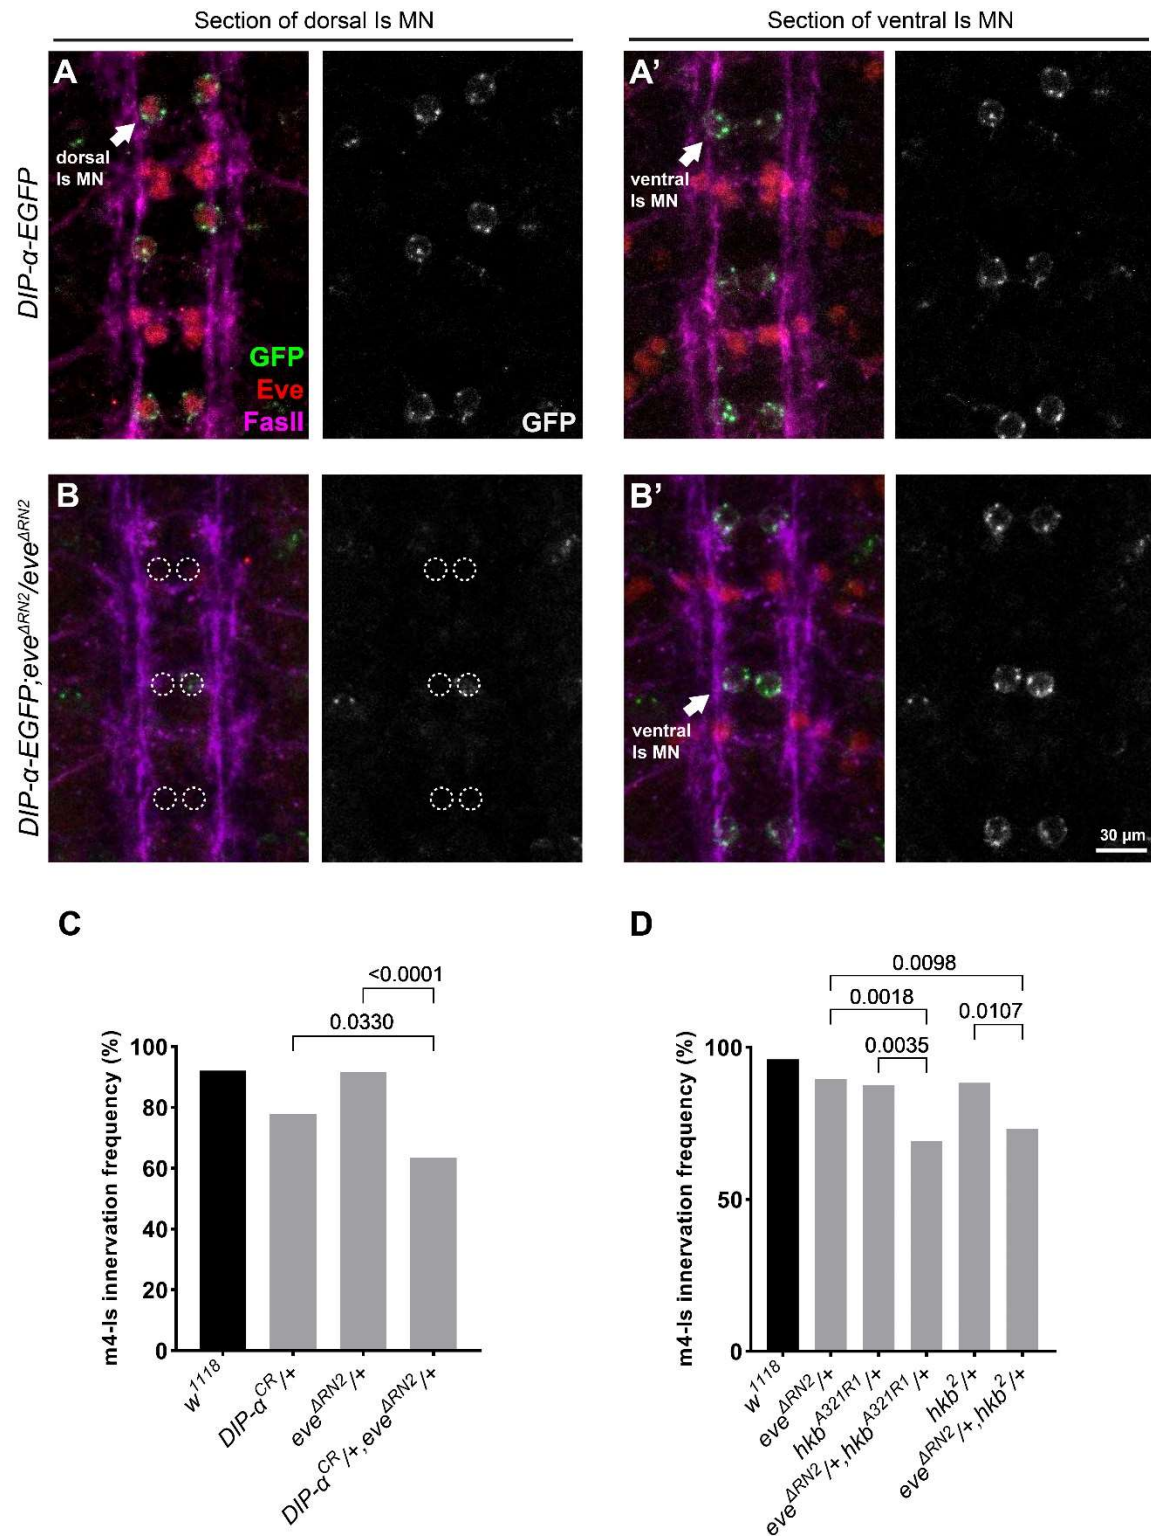 Section of dorsal Is MN
Section of ventral Is MN
DIP-α-EGFP
A
dorsal
Is MN
GFP
Eve
FasII
GFP
A’
ventral
Is MN
DIP-α-EGFP;eve^ΔRN2/eve^ΔRN2
B
B’
ventral
Is MN
30 μm
C
<0.0001
0.0330
m4-Is innervation frequency (%)
100
80
60
40
20
0
w^1118
DIP-α^CR/+
eve^ΔRN2/+
DIP-α^CR/+,eve^ΔRN2/+
D
0.0098
0.0018
0.0107
0.0035
m4-Is innervation frequency (%)
100
50
0
w^1118
eve^ΔRN2/+
hkb^A321R1/+
eve^ΔRN2/+,hkb^A321R1/+
hkb^2/+
eve^ΔRN2/+,hkb^2/+